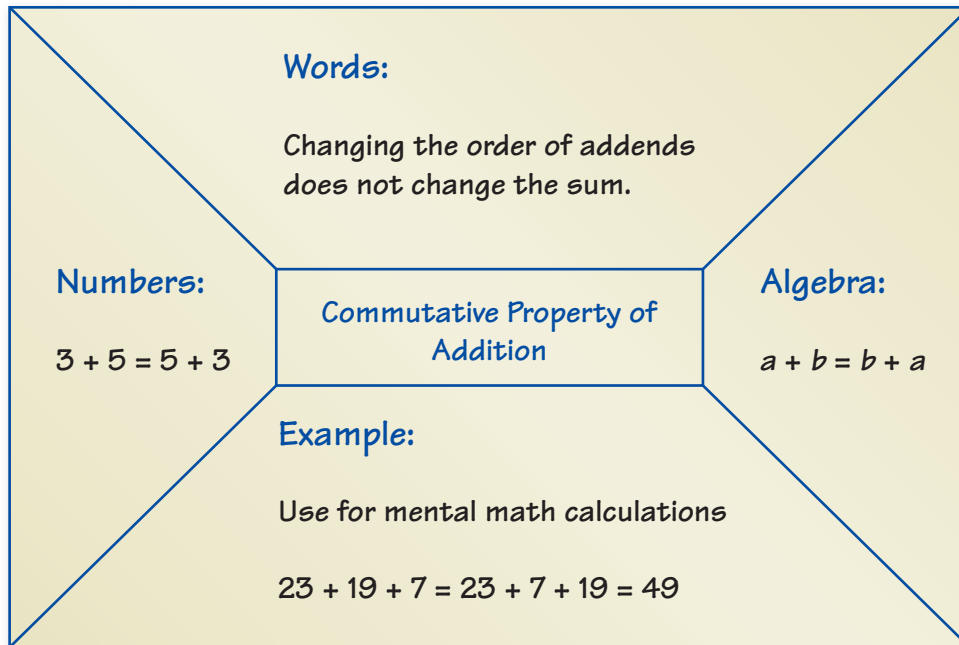 Words:
Changing the order of addends
does not change the sum.
Numbers:
3 + 5 = 5 + 3
Commutative Property of
Addition
Algebra:
a + b = b + a
Example:
Use for mental math calculations
23 + 19 + 7 = 23 + 7 + 19 = 49